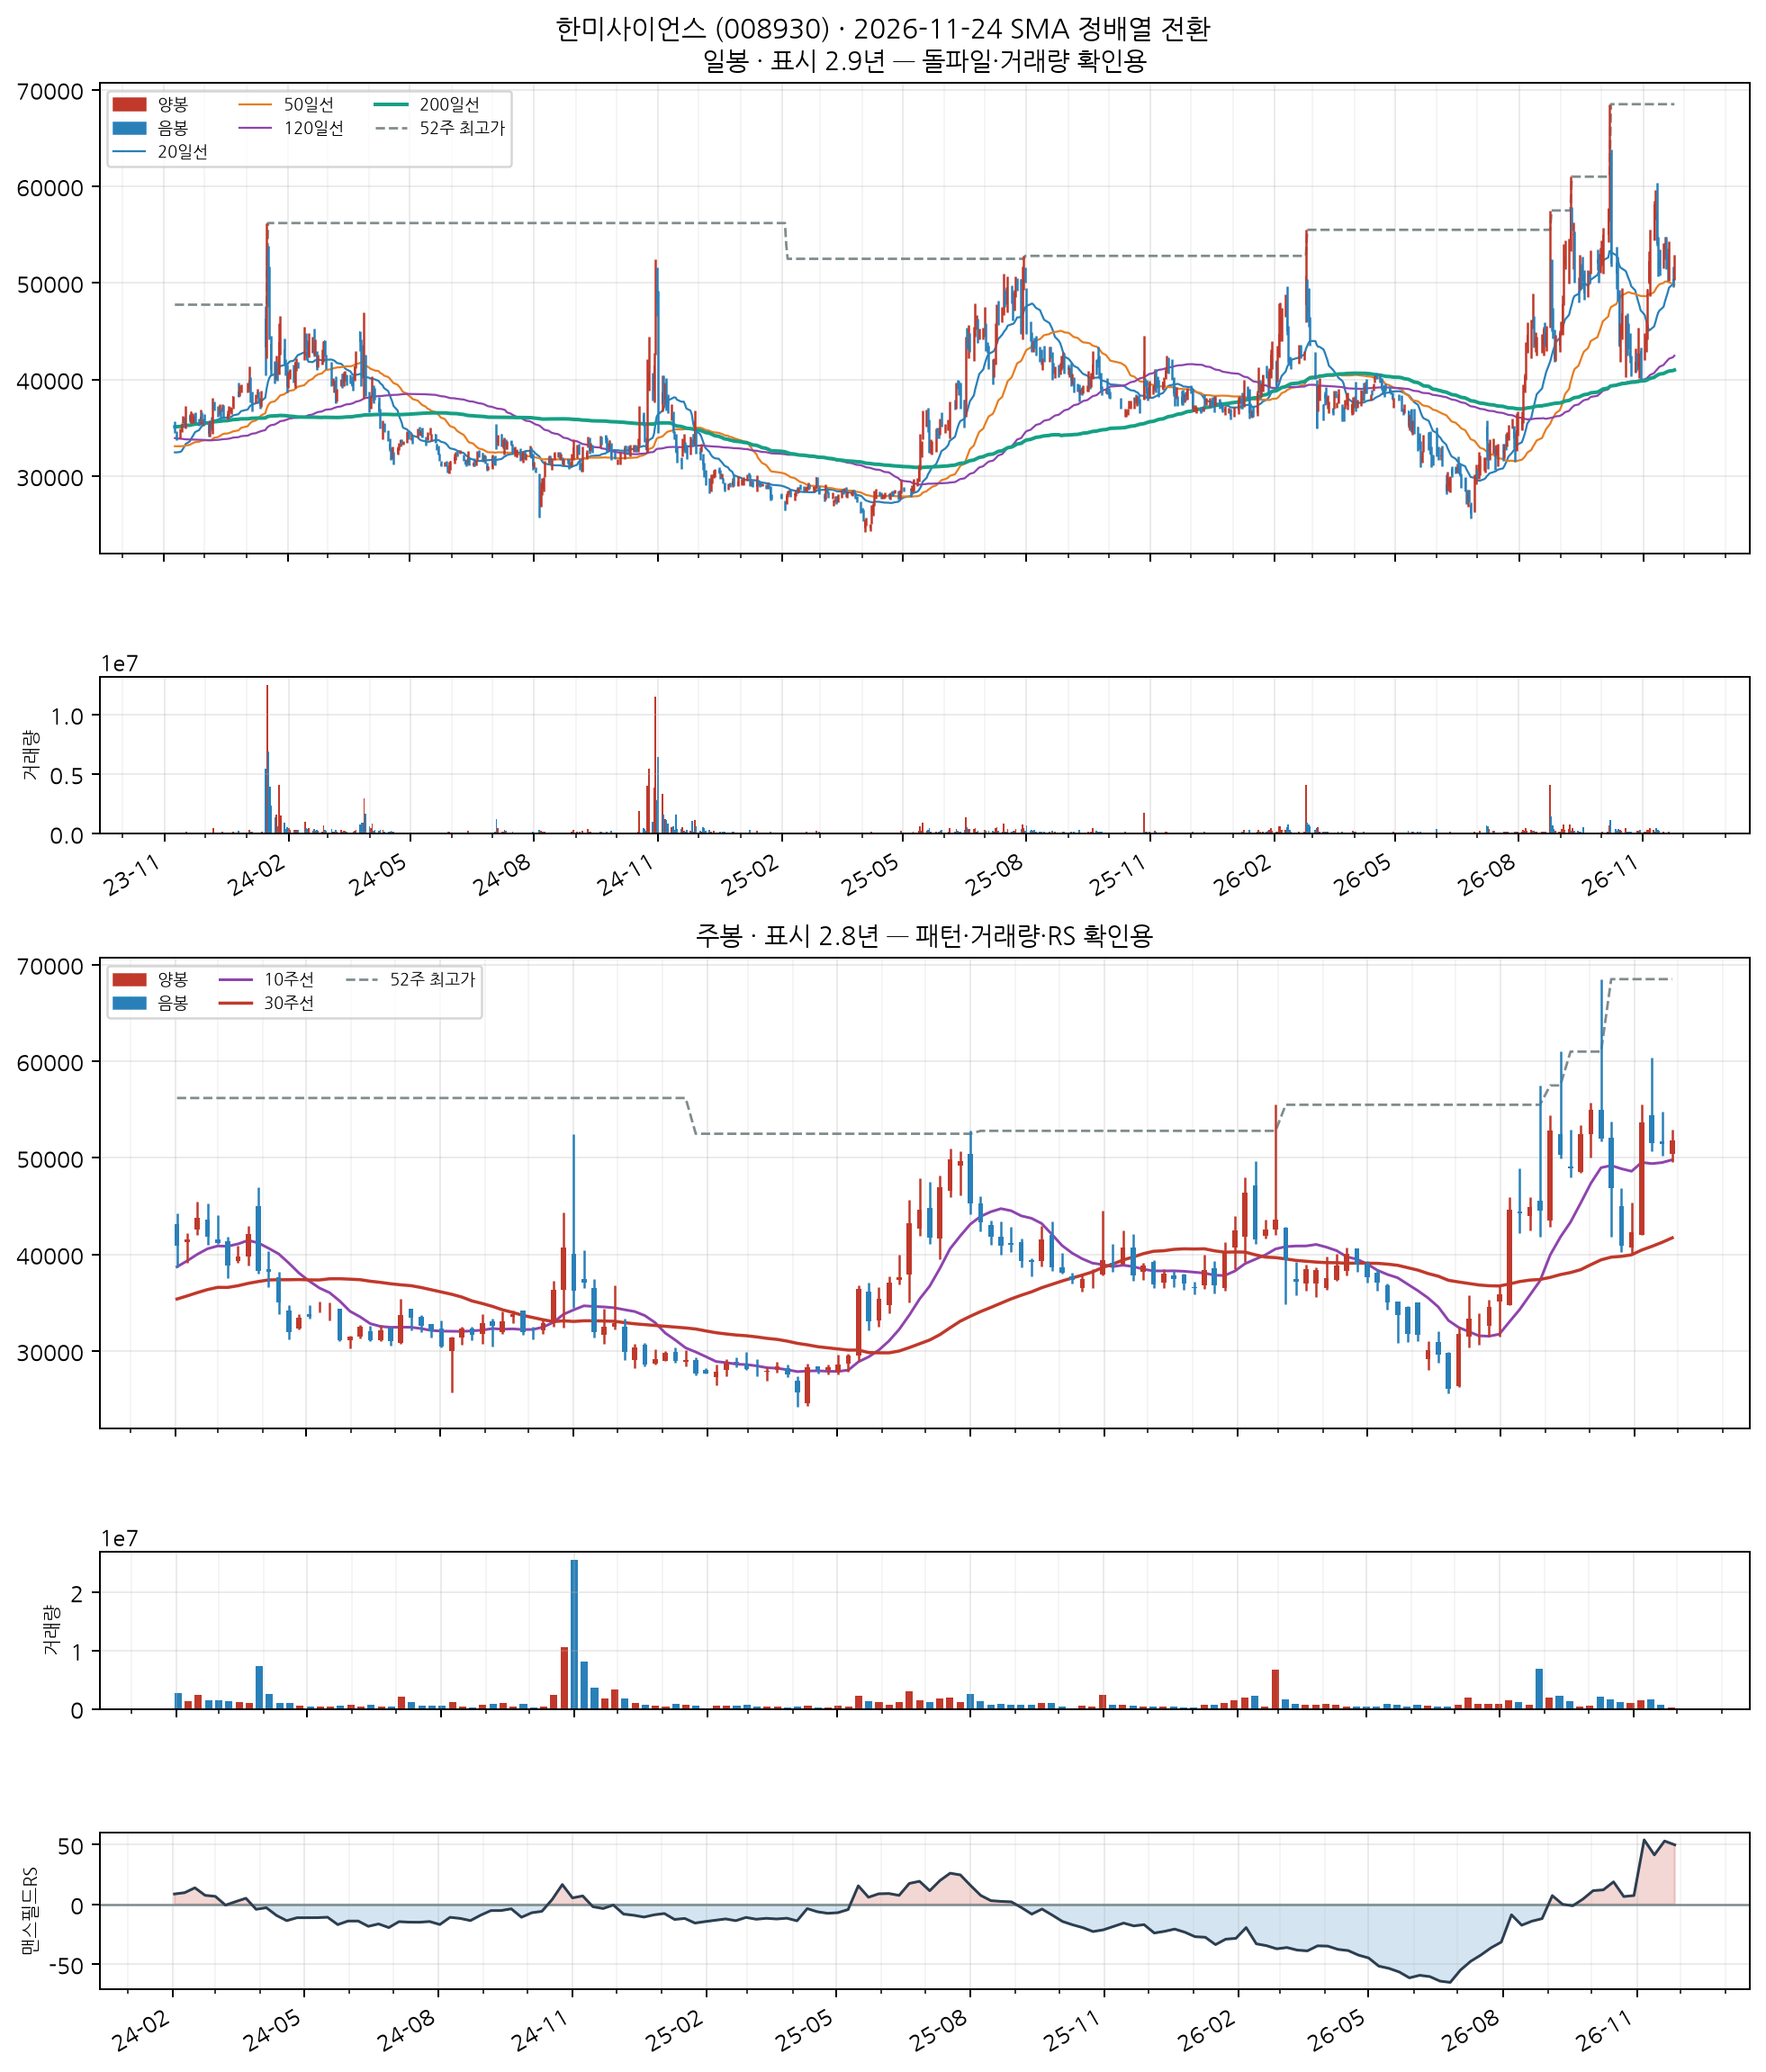 한미사이언스 (008930) · 2026-11-24 SMA 정배열 전환
일봉 · 표시 2.9년 — 돌파일·거래량 확인용
양봉 50일선 200일선
음봉 120일선 52주 최고가
20일선
70000
60000
50000
40000
30000
1e7
거래량
1.0
0.5
0.0
23-11 24-02 24-05 24-08 24-11 25-02 25-05 25-08 25-11 26-02 26-05 26-08 26-11
주봉 · 표시 2.8년 — 패턴·거래량·RS 확인용
양봉 10주선 52주 최고가
음봉 30주선
70000
60000
50000
40000
30000
1e7
거래량
2
1
0
맨스필드RS
50
0
-50
24-02 24-05 24-08 24-11 25-02 25-05 25-08 25-11 26-02 26-05 26-08 26-11